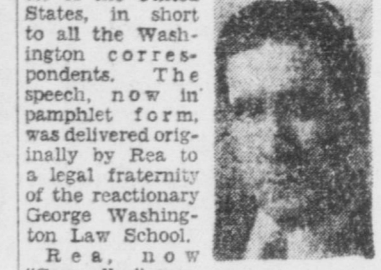 States, in short
to all the Wash-
ington corres-
pondents. The
speech, now in
pamphlet form,
was delivered orig-
inally by Rea to
a legal fraternity
of the reactionary
George Washing-
ton Law School.
Rea, now